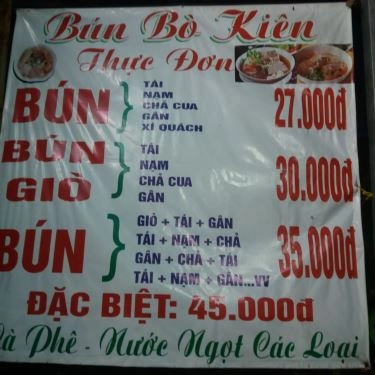 Bún Bò Kiên
Thực Đơn
BÚN
TÁI
NẠM
CHẢ CUA
GÂN
XÍ QUÁCH
27.000đ
BÚN
GIÒ
TÁI
NAM
CHẢ CUA
GÂN
30.000đ
BÚN
GIÒ + TÁI + GÂN
TÁI + NẠM + CHẢ
GÂN + CHẢ + TÁI
TÁI + NẠM + GÂN...VV
35.000đ
ĐẶC BIỆT: 45.000đ
Cà Phê - Nước Ngọt Các Loại